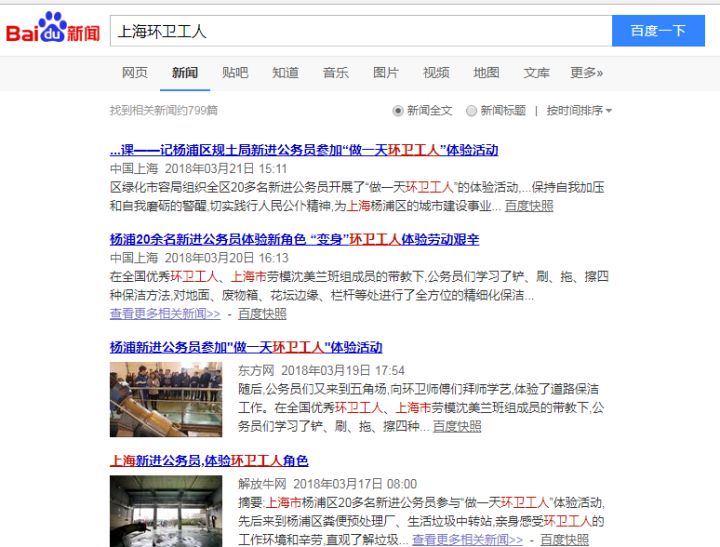 Bai du 新闻
上海环卫工人
百度一下
网页 新闻 贴吧 知道 音乐 图片 视频 地图 文库 更多»
找到相关新闻约799篇
新闻全文 新闻标题 | 按时间排序
...课——记杨浦区规土局新进公务员参加“做一天环卫工人”体验活动
中国上海 2018年03月21日 15:11
区绿化市容局组织全区20多名新进公务员开展了“做一天环卫工人”的体验活动,...保持自我加压
和自我磨砺的警醒,切实践行人民公仆精神,为上海杨浦区的城市建设事业... 百度快照
杨浦20余名新进公务员体验新角色 “变身”环卫工人体验劳动艰辛
中国上海 2018年03月20日 16:13
在全国优秀环卫工人、上海市劳模沈美兰班组成员的带教下,公务员们学习了铲、刷、拖、擦四
种保洁方法,对地面、废物箱、花坛边缘、栏杆等处进行了全方位的精细化保洁...
查看更多相关新闻>> - 百度快照
杨浦新进公务员参加"做一天环卫工人"体验活动
东方网 2018年03月19日 17:54
随后,公务员们又来到五角场,向环卫师傅们拜师学艺,体验了道路保洁
工作。在全国优秀环卫工人、上海市劳模沈美兰班组成员的带教下,公
务员们学习了铲、刷、拖、擦四种... 百度快照
上海新进公务员,体验环卫工人角色
解放牛网 2018年03月17日 08:00
摘要:上海市杨浦区20多名新进公务员参与“做一天环卫工人”体验活动,
先后来到杨浦区粪便预处理厂、生活垃圾中转站,亲身感受环卫工人的
工作环境和辛劳,直观了解垃圾... 查看更多相关新闻>> - 百度快照